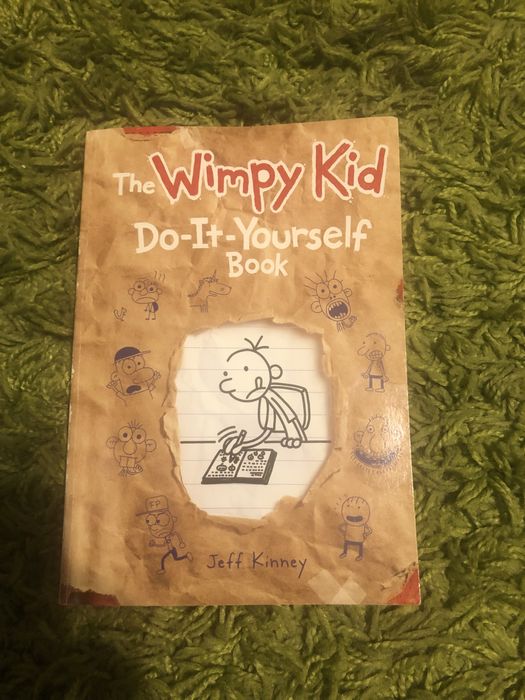 The Wimpy Kid
Do-It-Yourself
Book
Jeff Kinney